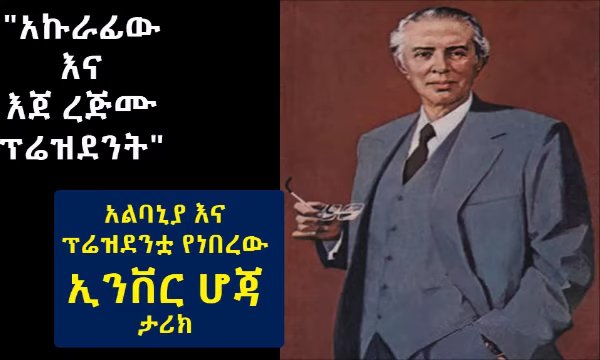 "አኩራፊው
እና
እጀ ረጅሙ
ፕሬዝደንት"
አልባኒያ እና
ፕሬዝደንቷ የነበረው
ኢንቨር ሆጃ
ታሪክ